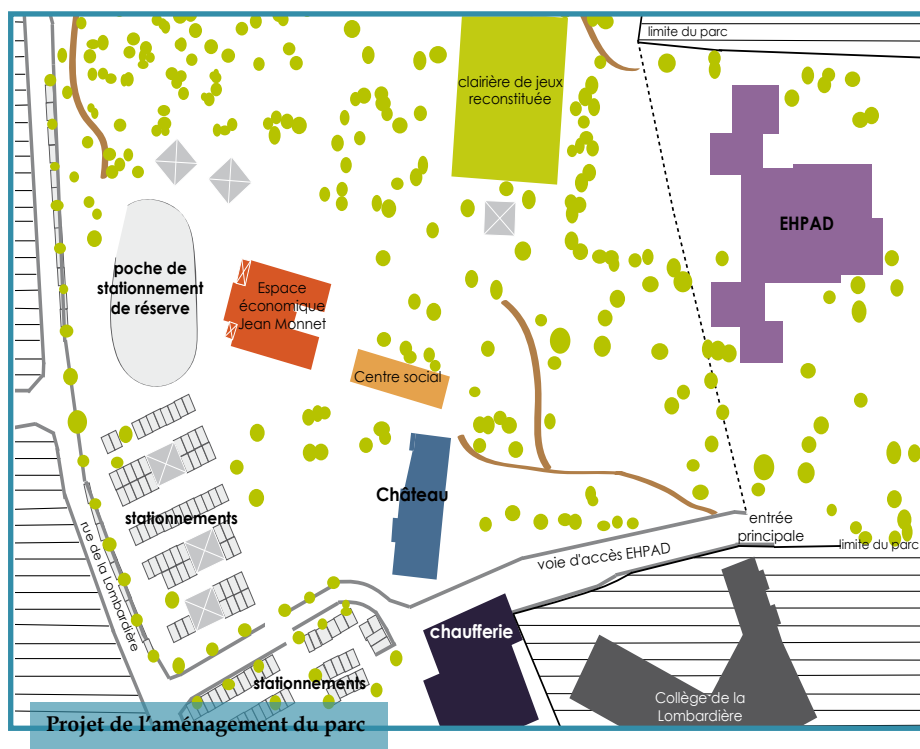 limite du parc
clairière de jeux
reconstituée
EHPAD
poche de
stationnement
de réserve
Espace
économique
Jean Monnet
Centre social
Château
stationnements
rue de la Lombardière
entrée
principale
limite du parc
voie d'accès EHPAD
chaufferie
stationnements
Collège de la
Lombardière
Projet de l'aménagement du parc